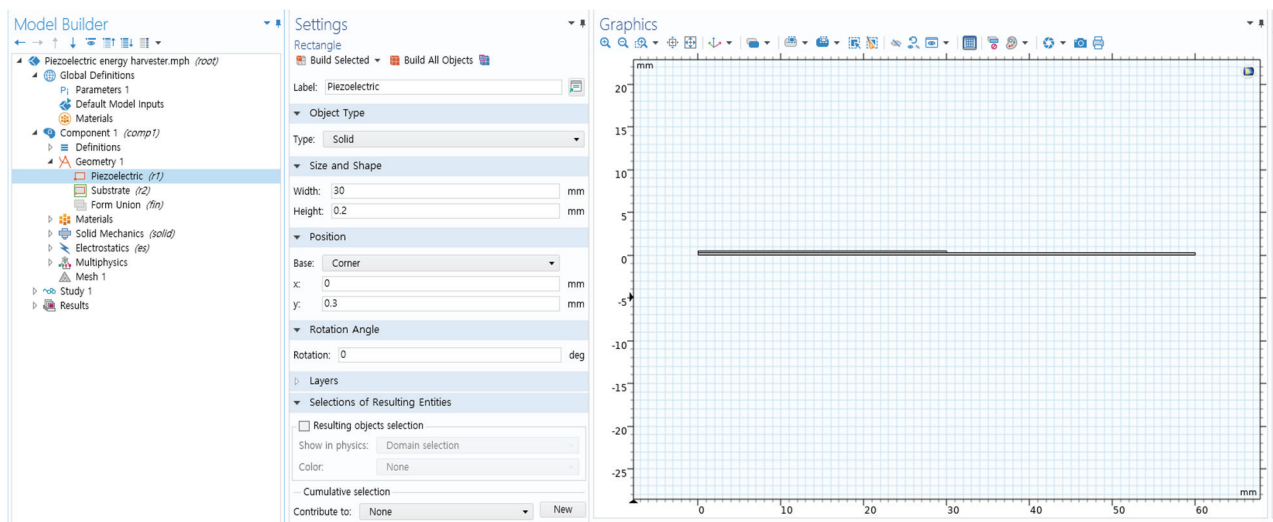 Model Builder
Piezoelectric energy harvester.mph (root)
Global Definitions
Pi Parameters 1
Default Model Inputs
Materials
Component 1 (comp1)
Definitions
Geometry 1
Piezoelectric (r1)
Substrate (r2)
Form Union (fin)
Materials
Solid Mechanics (solid)
Electrostatics (es)
Multiphysics
Mesh 1
Study 1
Results
Settings
Rectangle
Build Selected
Build All Objects
Label: Piezoelectric
Object Type
Type: Solid
Size and Shape
Width: 30 mm
Height: 0.2 mm
Position
Base: Corner
x: 0 mm
y: 0.3 mm
Rotation Angle
Rotation: 0 deg
Layers
Selections of Resulting Entities
Resulting objects selection
Show in physics: Domain selection
Color: None
Cumulative selection
Contribute to: None New
Graphics
mm
20
15
10
5
0
-5
-10
-15
-20
-25
mm
0 10 20 30 40 50 60